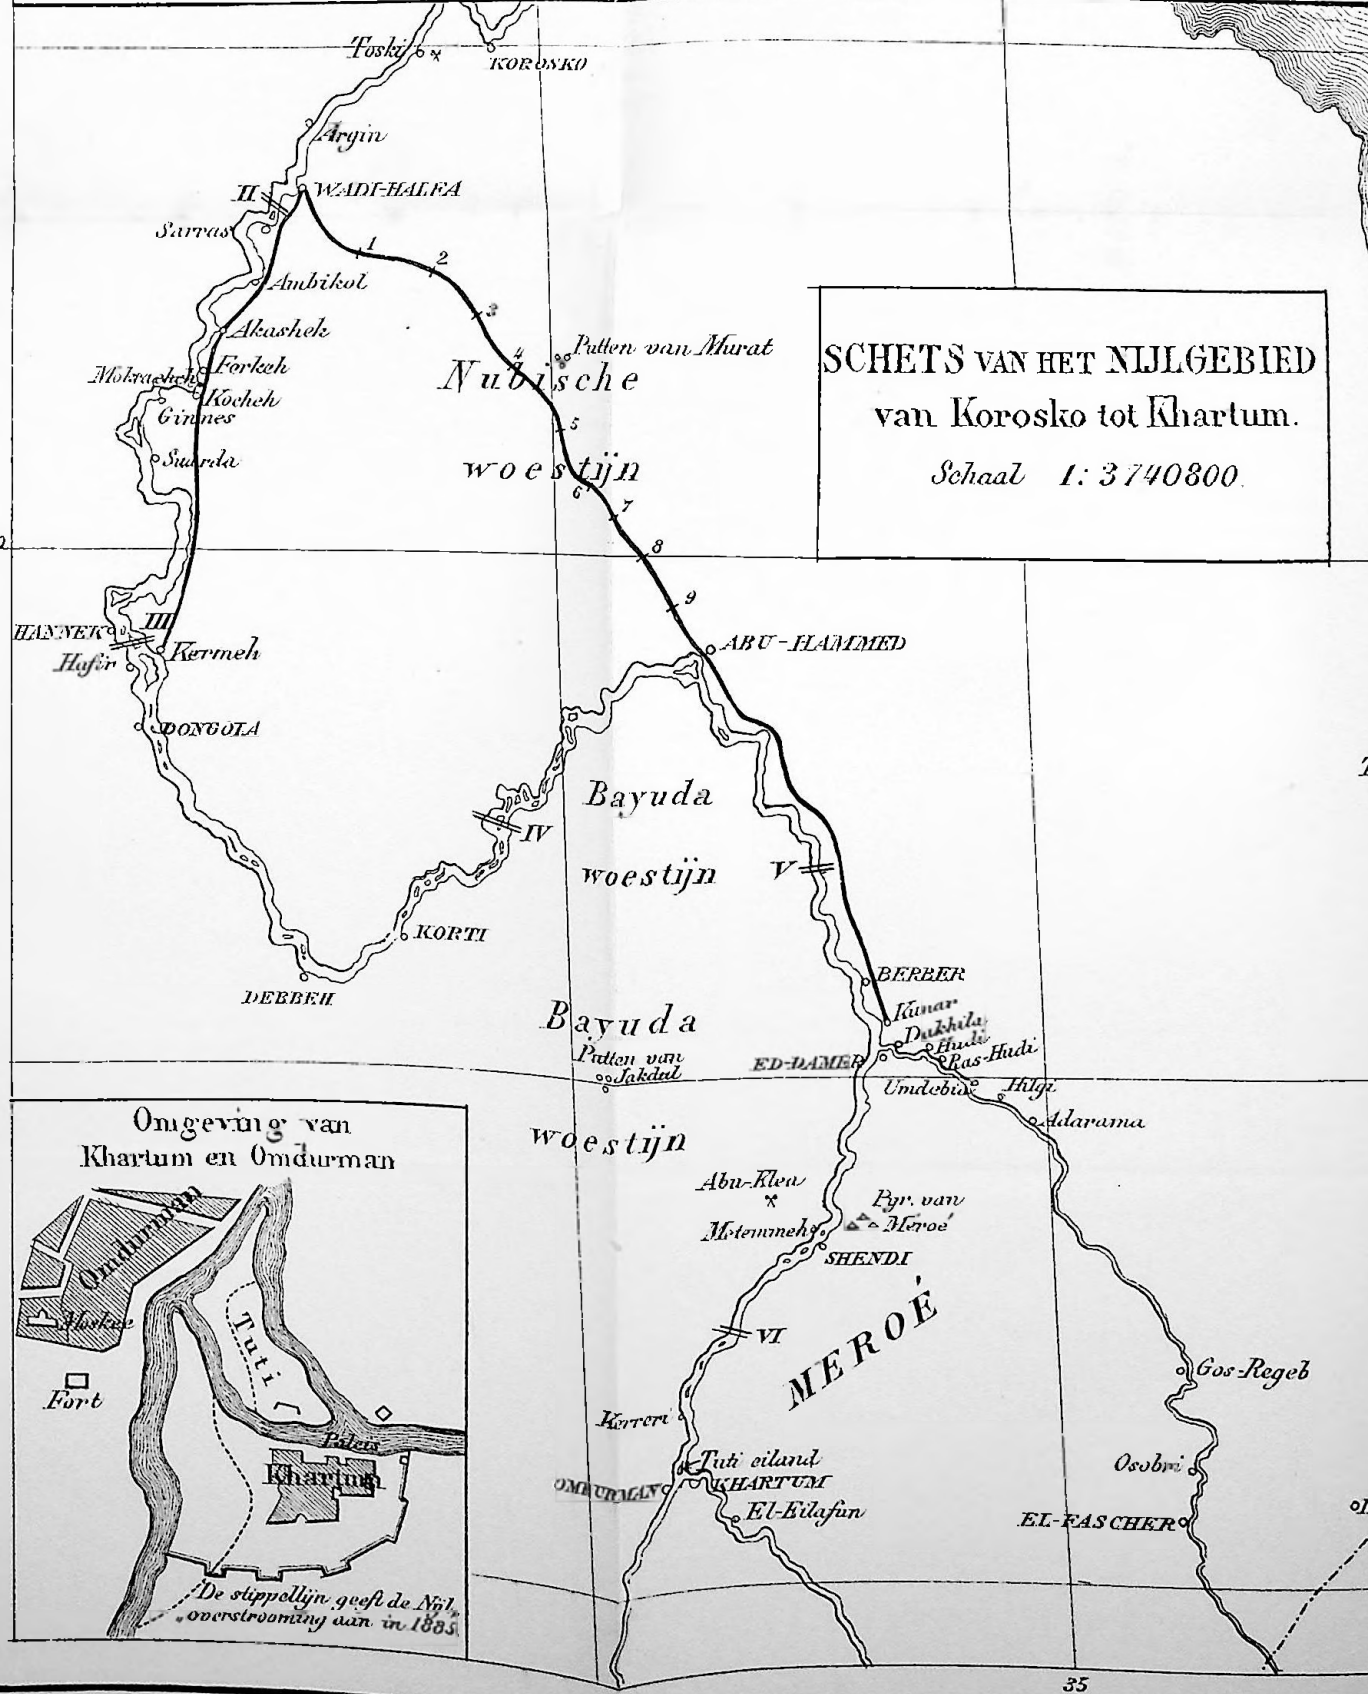 Toski
KOROSKO
Argin
II
WADI-HALFA
Sarras
1
2
Ambikol
3
Akashek
4
Putten van Murat
Ferkeh
Nubische
Kocheh
Ginnes
5
Suarda
woestijn
6
7
8
9
SCHETS VAN HET NIJLGEBIED
van Korosko tot Khartum.
Schaal 1:3740800.
HANNEK
III
Hafir
Kermeh
ABU-HAMMED
DONGOLA
Bayuda
IV
woestijn
V
KORTI
DEBBEH
BERBER
Kunar
Bayuda
Dakhila
Hudi
Putten van
Jakdul
ED-DAMER
Ras-Hudi
Umdebia
Hilgi
Adarama
woestijn
Abu-Klea
Pyr. van
Meroé
Metemmeh
SHENDI
VI
MEROÉ
Gos-Regeb
Kerreri
Tuti eiland
KHARTUM
OMDURMAN
El-Eilafun
Osobri
EL-FASCHER
Omgeving van
Khartum en Omdurman
Omdurman
Moskee
Tuti
Fort
Paleis
Khartum
De stippellijn geeft de Nijl
overstrooming aan in 1885.
35